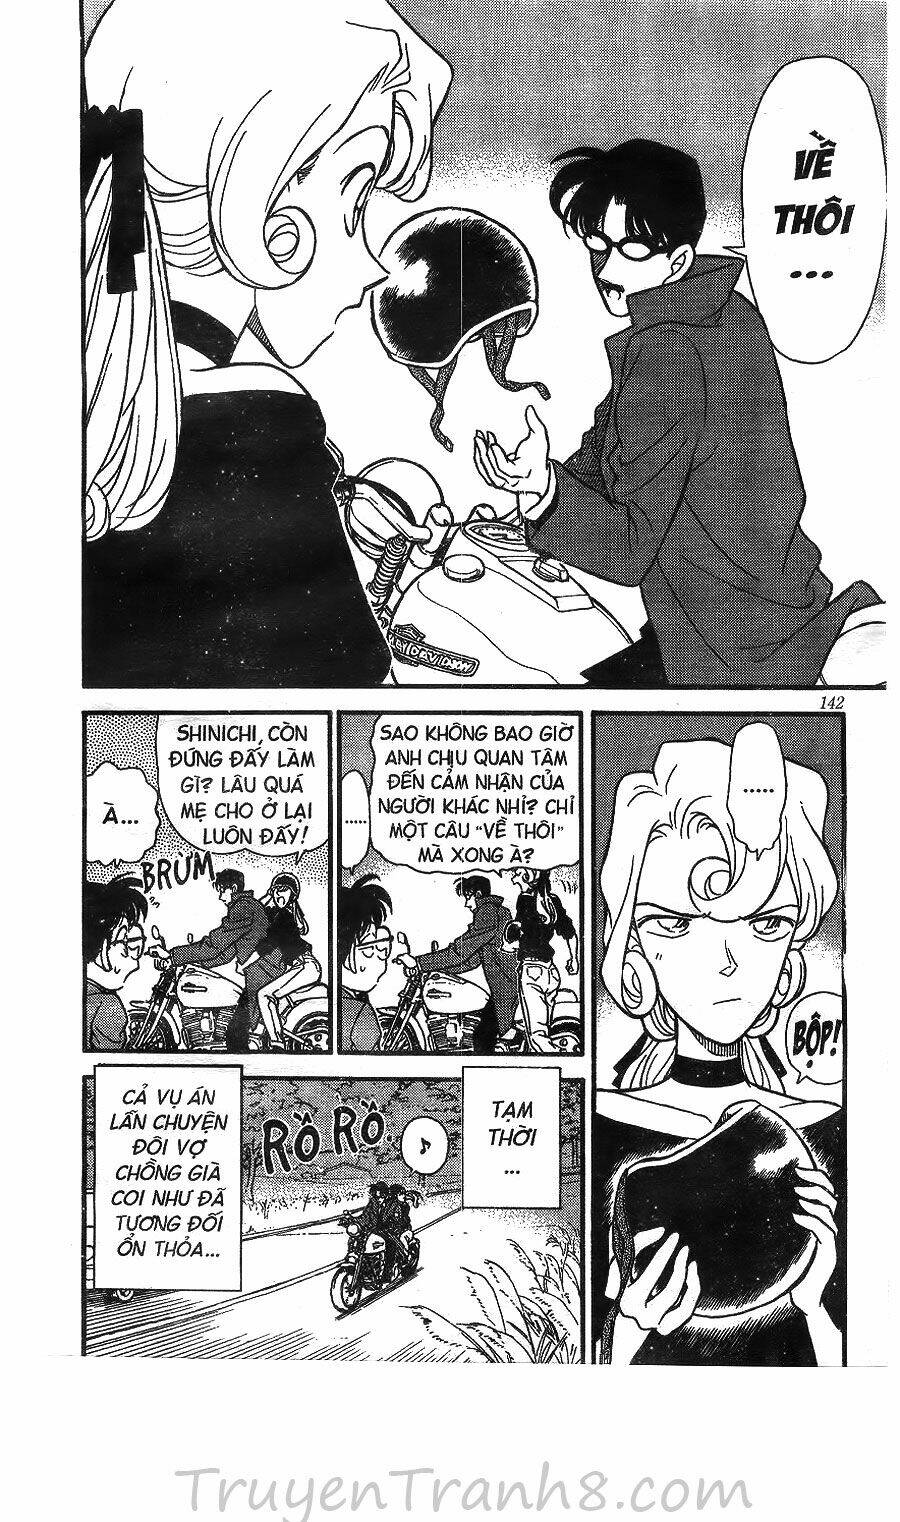 VỀ
THÔI
...
142
......
BỘP!
SAO KHÔNG BAO GIỜ
ANH CHỊU QUAN TÂM
ĐẾN CẢM NHẬN CỦA
NGƯỜI KHÁC NHỈ? CHỈ
MỘT CÂU “VỀ THÔI”
MÀ XONG À?
......
SHINICHI, CÒN
ĐỨNG ĐẤY LÀM
GÌ? LÂU QUÁ
MẸ CHO Ở LẠI
LUÔN ĐẤY!
À...
BRỪM
TẠM
THỜI
...
RÔ RÔ
♪
CẢ VỤ ÁN
LẪN CHUYỆN
ĐÔI VỢ
CHỒNG GIÀ
COI NHƯ ĐÃ
TƯƠNG ĐỐI
ỔN THỎA...
TruyenTranh8.com